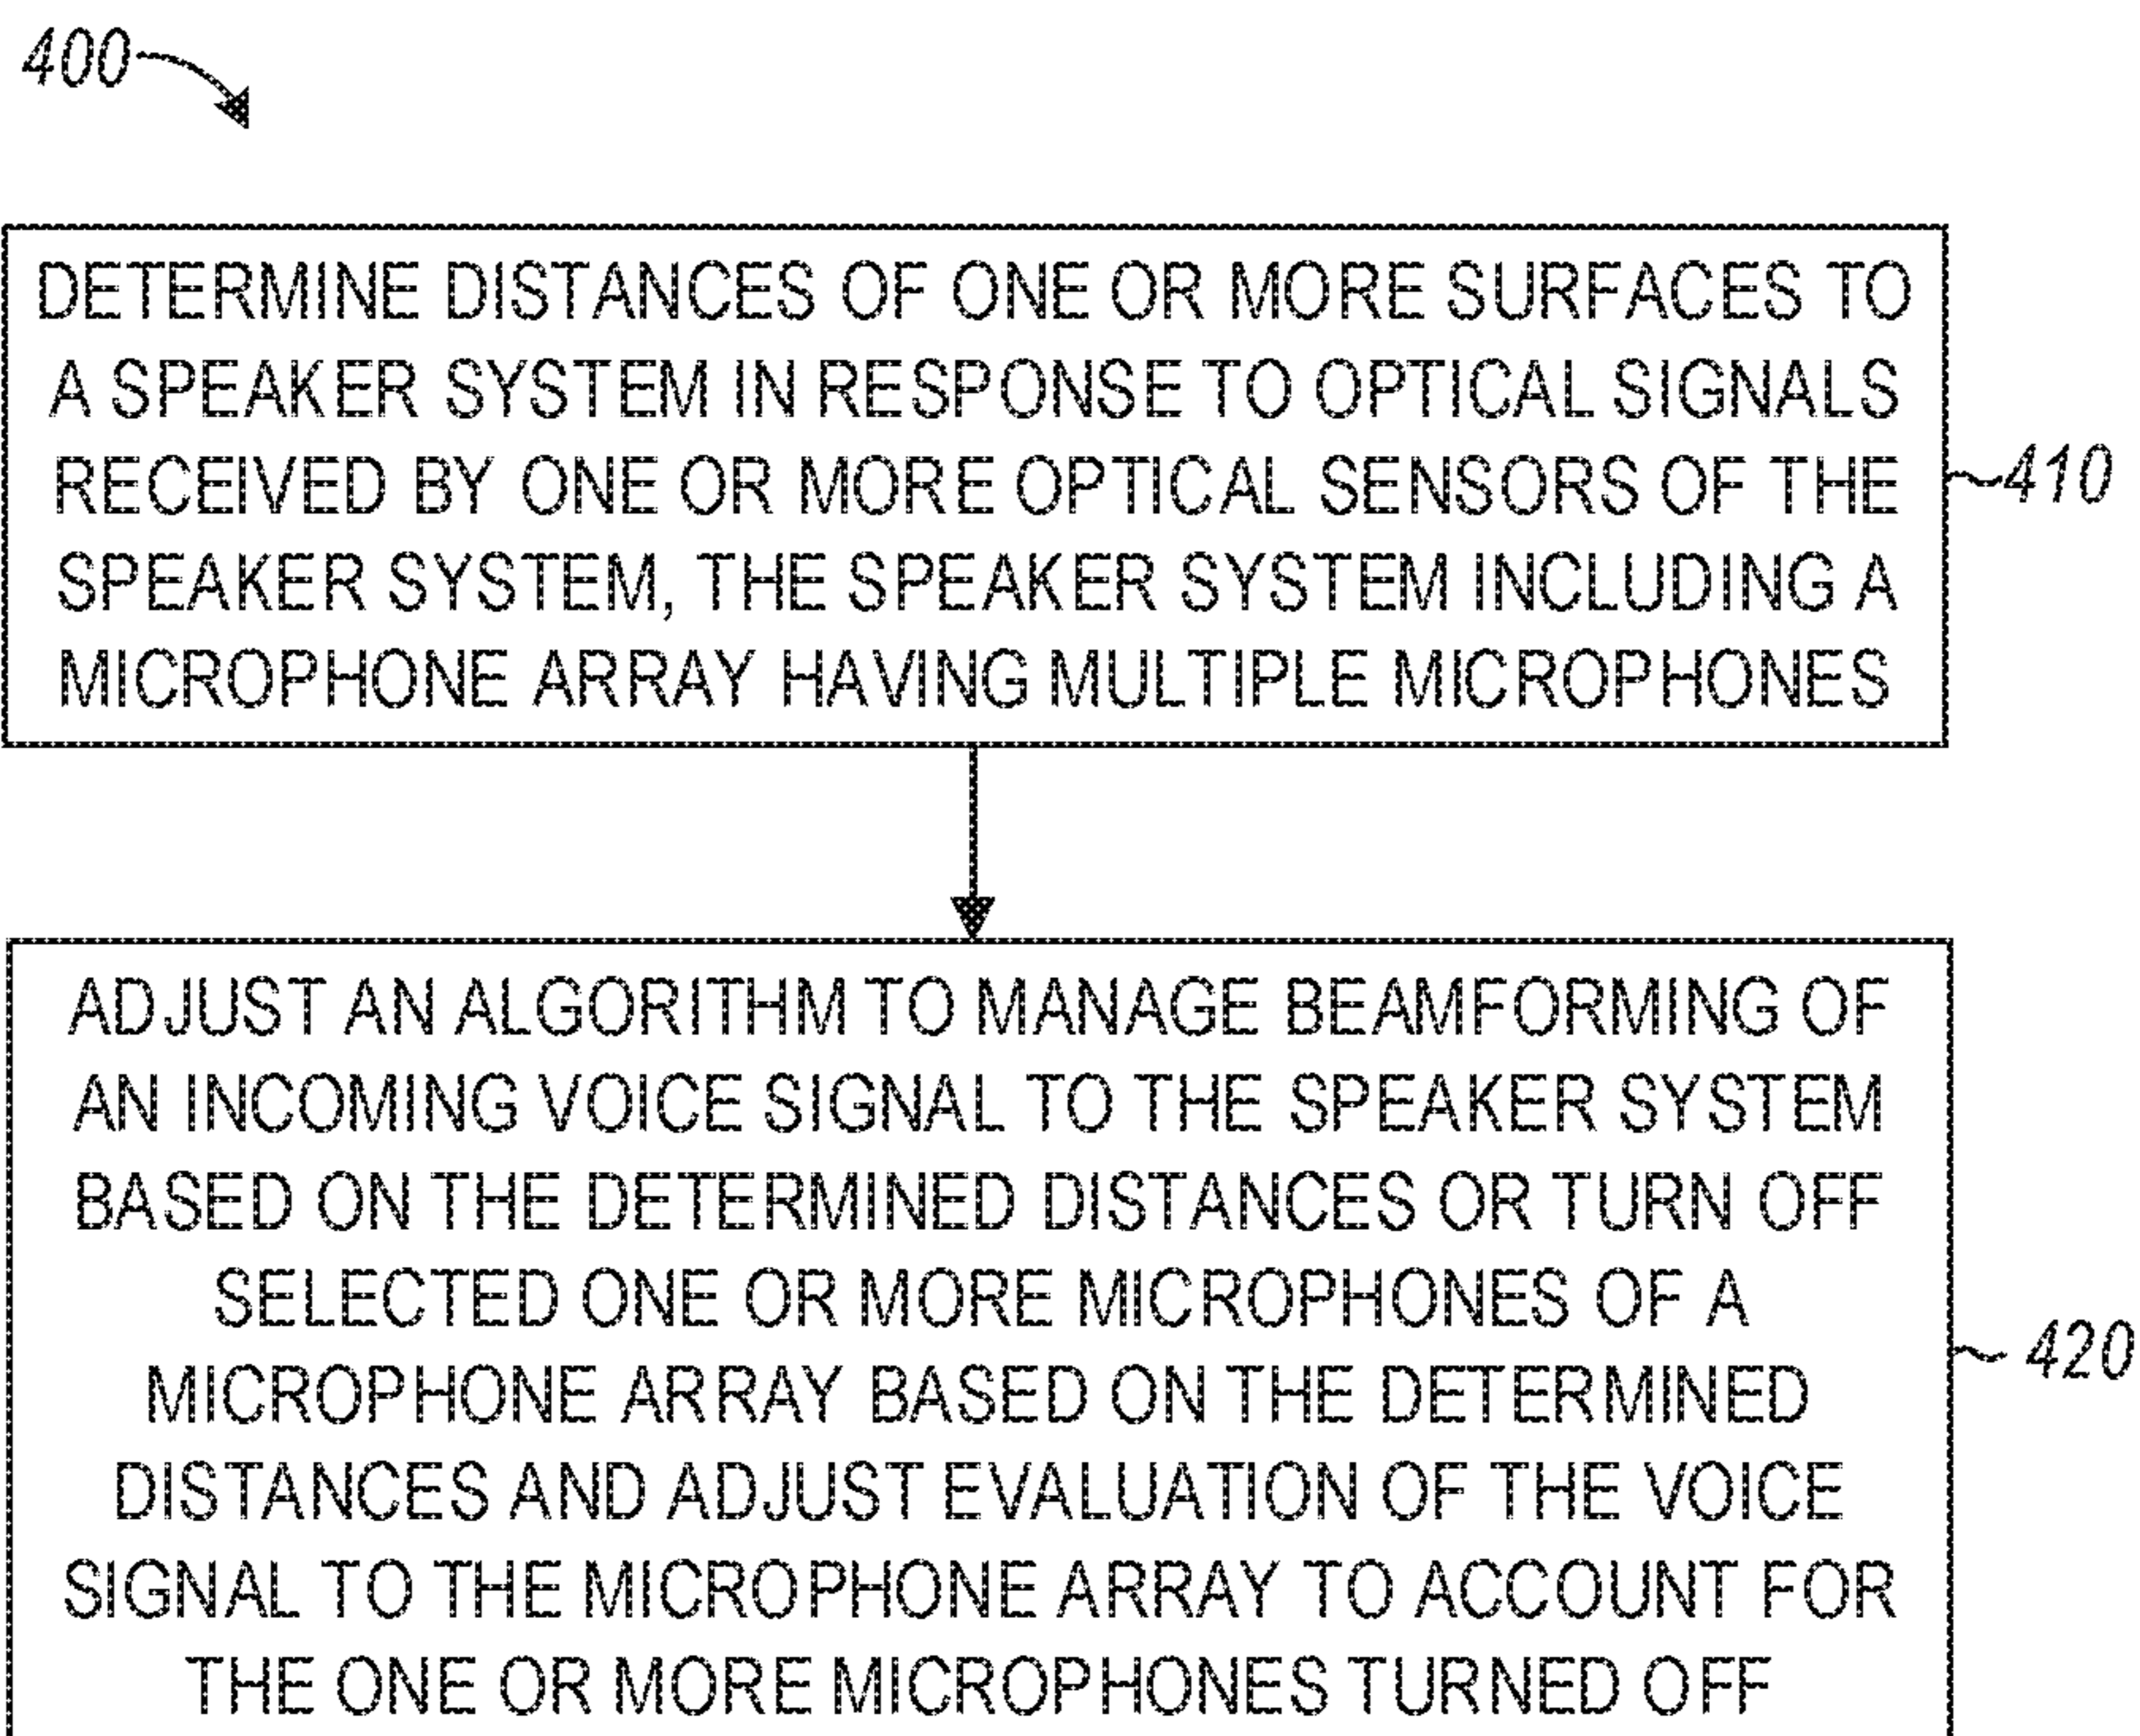 400
DETERMINE DISTANCES OF ONE OR MORE SURFACES TO
A SPEAKER SYSTEM IN RESPONSE TO OPTICAL SIGNALS
RECEIVED BY ONE OR MORE OPTICAL SENSORS OF THE
SPEAKER SYSTEM, THE SPEAKER SYSTEM INCLUDING A
MICROPHONE ARRAY HAVING MULTIPLE MICROPHONES
410
ADJUST AN ALGORITHM TO MANAGE BEAMFORMING OF
AN INCOMING VOICE SIGNAL TO THE SPEAKER SYSTEM
BASED ON THE DETERMINED DISTANCES OR TURN OFF
SELECTED ONE OR MORE MICROPHONES OF A
MICROPHONE ARRAY BASED ON THE DETERMINED
DISTANCES AND ADJUST EVALUATION OF THE VOICE
SIGNAL TO THE MICROPHONE ARRAY TO ACCOUNT FOR
THE ONE OR MORE MICROPHONES TURNED OFF
420